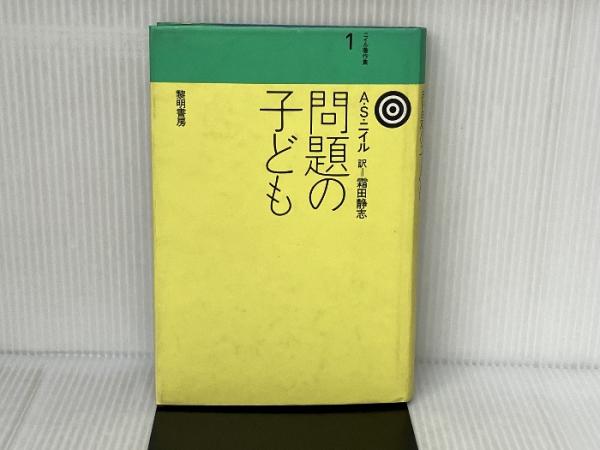 ニイル著作集
1
A・S・ニイル 訳=霜田静志
問題の
子ども
黎明書房